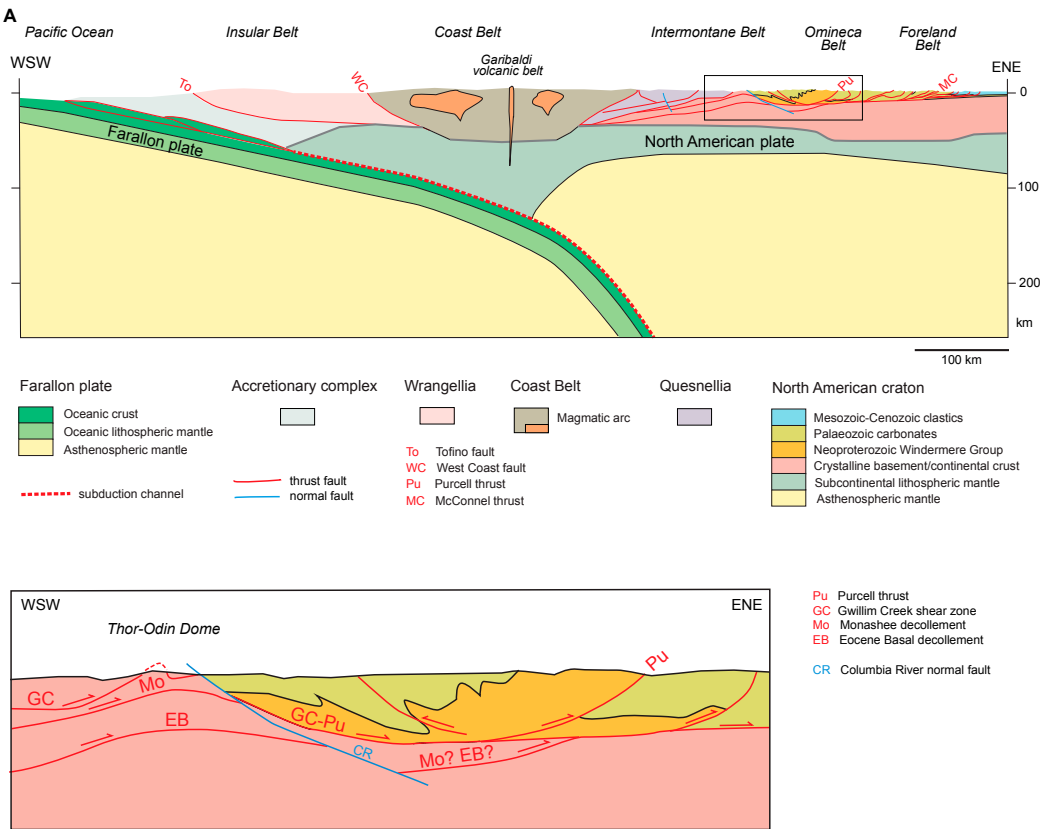 A
Pacific Ocean
Insular Belt
Coast Belt
Intermontane Belt
Omineca
Belt
Foreland
Belt
WSW
Garibaldi
volcanic belt
ENE
To
WC
Pu
MC
0
Farallon plate
North American plate
100
200
km
100 km
Farallon plate
Oceanic crust
Oceanic lithospheric mantle
Asthenospheric mantle
subduction channel
Accretionary complex
thrust fault
normal fault
Wrangellia
To Tofino fault
WC West Coast fault
Pu Purcell thrust
MC McConnel thrust
Coast Belt
Magmatic arc
Quesnellia
North American craton
Mesozoic-Cenozoic clastics
Palaeozoic carbonates
Neoproterozoic Windermere Group
Crystalline basement/continental crust
Subcontinental lithospheric mantle
Asthenospheric mantle
WSW
ENE
Thor-Odin Dome
Pu
GC
Mo
EB
GC-Pu
CR
Mo? EB?
Pu Purcell thrust
GC Gwillim Creek shear zone
Mo Monashee decollement
EB Eocene Basal decollement
CR Columbia River normal fault